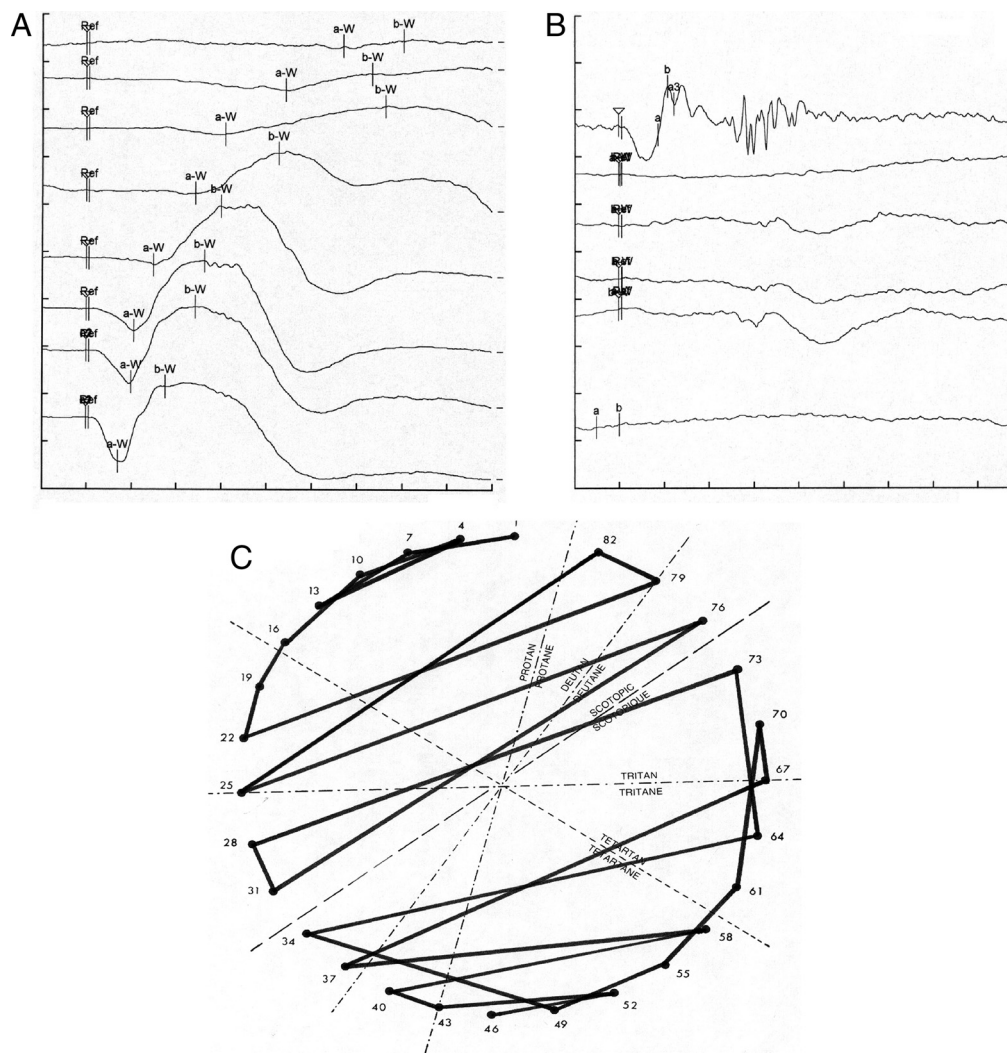 A
Ref
a-W
b-W
Ref
a-W
b-W
Ref
a-W
b-W
Ref
a-W
b-W
Ref
a-W
b-W
Ref
a-W
b-W
Ref
a-W
b-W
Ref
a-W
b-W
B
b
a3
a
a
b
C
4
7
10
13
16
19
22
25
28
31
34
37
40
43
46
49
52
55
58
61
64
67
70
73
76
79
82
PROTAN
PROTANE
DEUTAN
DEUTANE
SCOTOPIC
SCOTOPIQUE
TRITAN
TRITANE
TETARTAN
TETARTANE